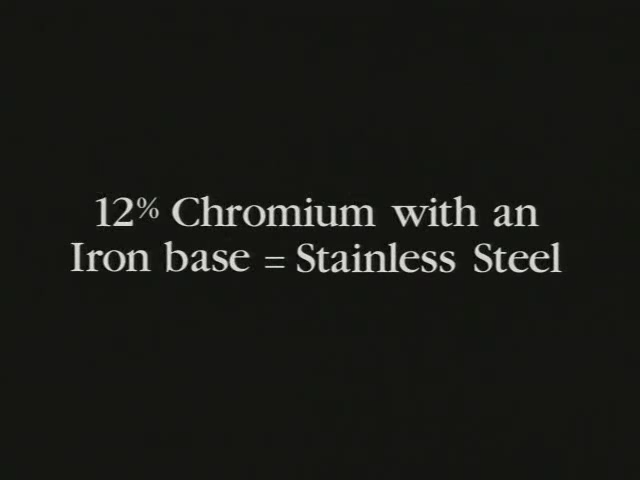 12% Chromium with an
Iron base = Stainless Steel